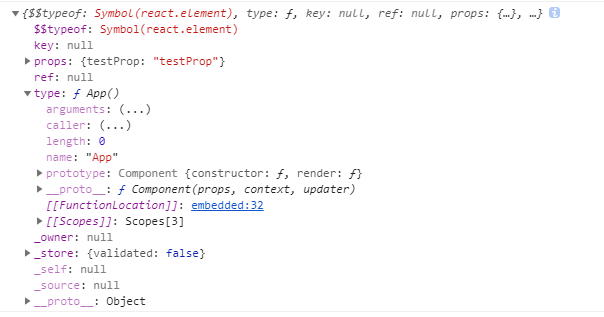 {$$typeof: Symbol(react.element), type: ƒ, key: null, ref: null, props: {…}, …}
$$typeof: Symbol(react.element)
key: null
props: {testProp: "testProp"}
ref: null
type: ƒ App()
arguments: (...)
caller: (...)
length: 0
name: "App"
prototype: Component {constructor: ƒ, render: ƒ}
__proto__: ƒ Component(props, context, updater)
[[FunctionLocation]]: embedded:32
[[Scopes]]: Scopes[3]
_owner: null
_store: {validated: false}
_self: null
_source: null
__proto__: Object